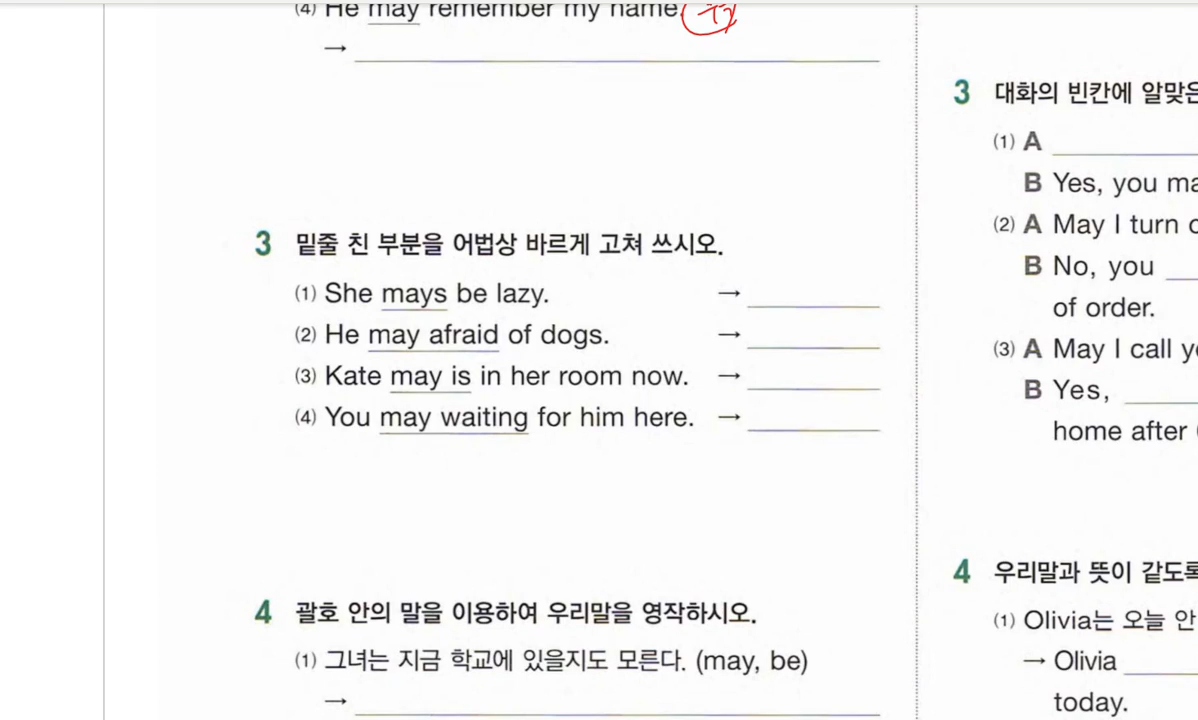 (4) He may remember my name.
→
3 밑줄 친 부분을 어법상 바르게 고쳐 쓰시오.
(1) She mays be lazy. →
(2) He may afraid of dogs. →
(3) Kate may is in her room now. →
(4) You may waiting for him here. →
4 괄호 안의 말을 이용하여 우리말을 영작하시오.
(1) 그녀는 지금 학교에 있을지도 모른다. (may, be)
→
3 대화의 빈칸에 알맞은
(1) A
B Yes, you ma
(2) A May I turn o
B No, you
of order.
(3) A May I call yo
B Yes,
home after
4 우리말과 뜻이 같도록
(1) Olivia는 오늘 안
→ Olivia
today.